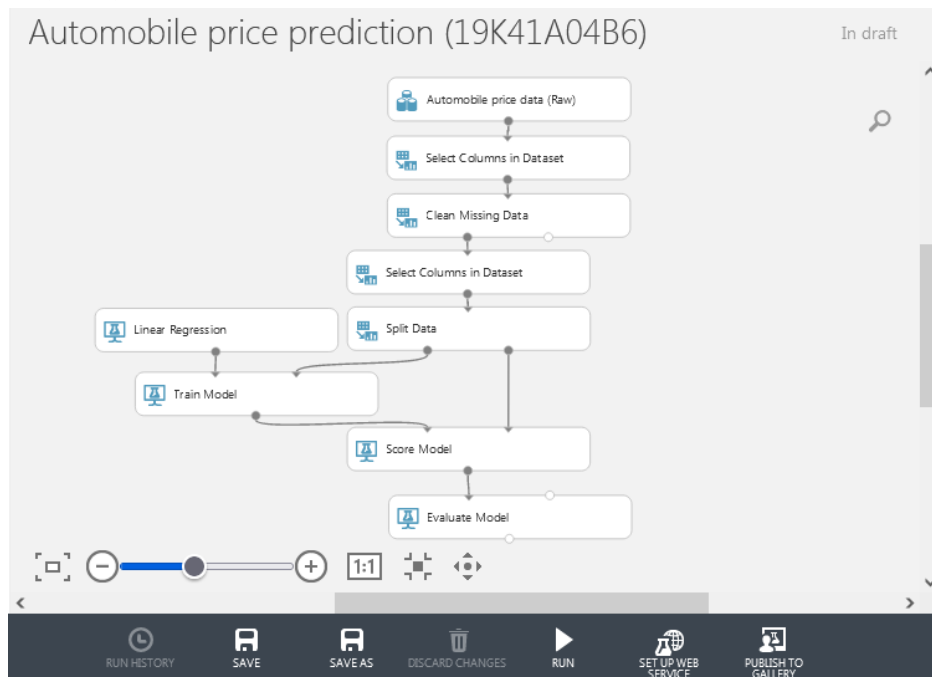 Automobile price prediction (19K41A04B6)
In draft
Automobile price data (Raw)
Select Columns in Dataset
Clean Missing Data
Select Columns in Dataset
Linear Regression
Split Data
Train Model
Score Model
Evaluate Model
1:1
RUN HISTORY
SAVE
SAVE AS
DISCARD CHANGES
RUN
SET UP WEB
SERVICE
PUBLISH TO
GALLERY